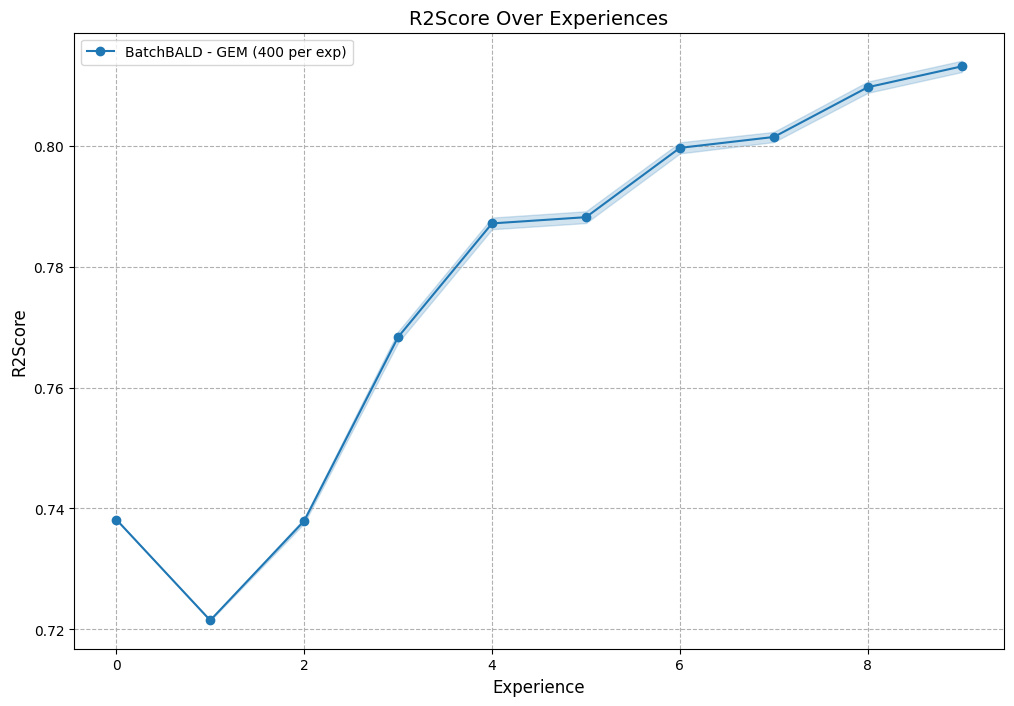 R2Score Over Experiences
BatchBALD - GEM (400 per exp)
R2Score
0.80
0.78
0.76
0.74
0.72
0 2 4 6 8
Experience